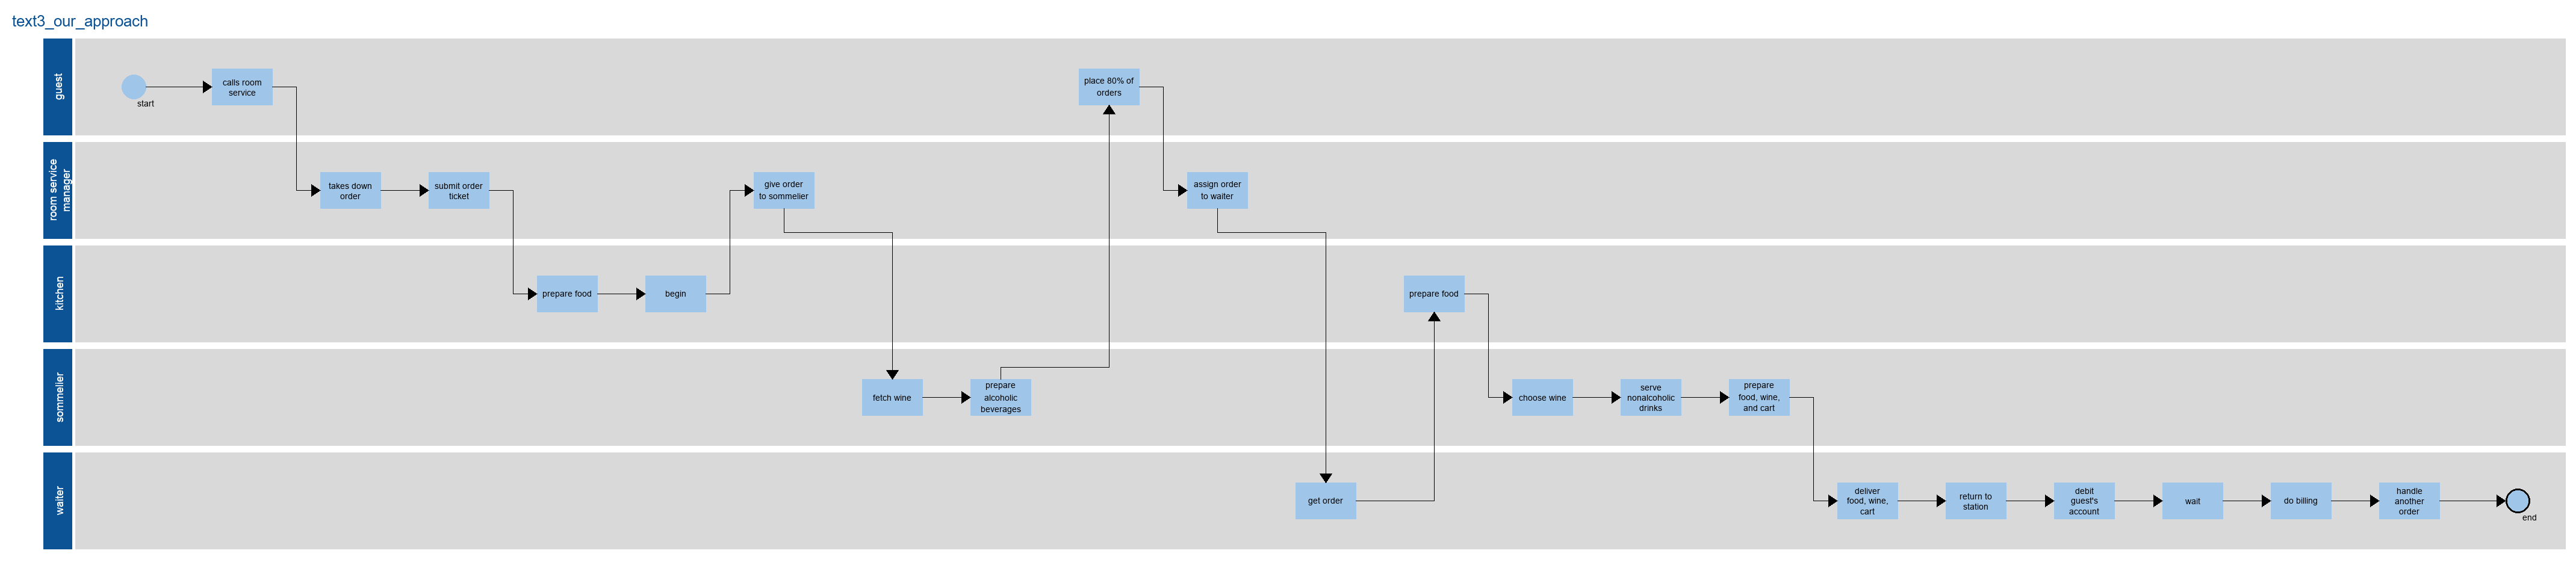 text3_our_approach
guest
start
calls room
service
place 80% of
orders
room service
manager
takes down
order
submit order
ticket
give order
to sommelier
assign order
to waiter
kitchen
prepare food
begin
prepare food
sommelier
fetch wine
prepare
alcoholic
beverages
choose wine
serve
nonalcoholic
drinks
prepare
food, wine,
and cart
waiter
get order
deliver
food, wine,
cart
return to
station
debit
guest's
account
wait
do billing
handle
another
order
end